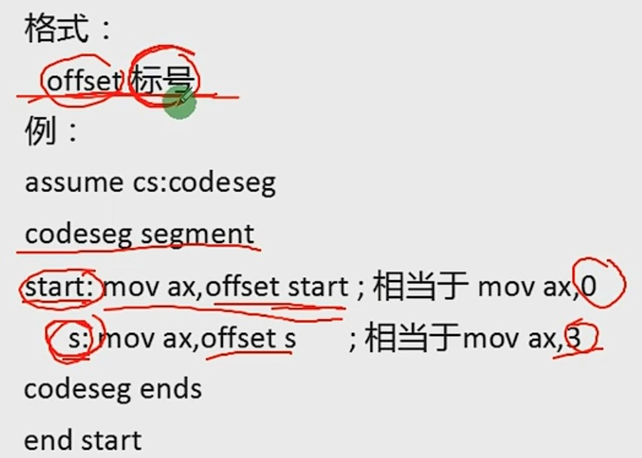 格式：
offset 标号
例：
assume cs:codeseg
codeseg segment
start: mov ax,offset start ; 相当于 mov ax,0
s: mov ax,offset s ; 相当于mov ax,3
codeseg ends
end start